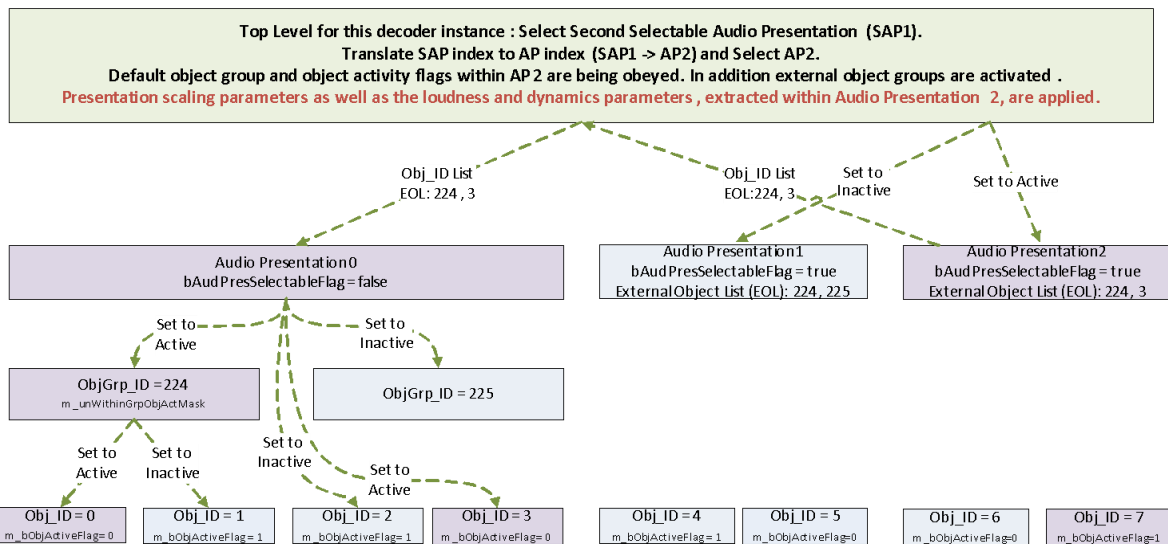 Top Level for this decoder instance : Select Second Selectable Audio Presentation (SAP1).
Translate SAP index to AP index (SAP1 -> AP2) and Select AP2.
Default object group and object activity flags within AP 2 are being obeyed. In addition external object groups are activated .
Presentation scaling parameters as well as the loudness and dynamics parameters , extracted within Audio Presentation 2, are applied.
Obj_ID List
EOL: 224 , 3
Obj_ID List
EOL:224 , 3
Set to
Inactive
Set to Active
Audio Presentation 0
bAudPresSelectableFlag = false
Audio Presentation1
bAudPresSelectableFlag = true
External Object List (EOL): 224 , 225
Audio Presentation2
bAudPresSelectableFlag = true
External Object List (EOL): 224 , 3
Set to
Active
Set to
Inactive
ObjGrp_ID = 224
m_unWithinGrpObjActMask
ObjGrp_ID = 225
Set to
Active
Set to
Inactive
Set to
Inactive
Set to
Active
Obj_ID = 0
m_bObjActiveFlag= 0
Obj_ID = 1
m_bObjActiveFlag= 1
Obj_ID = 2
m_bObjActiveFlag= 1
Obj_ID = 3
m_bObjActiveFlag= 0
Obj_ID = 4
m_bObjActiveFlag= 1
Obj_ID = 5
m_bObjActiveFlag=0
Obj_ID = 6
m_bObjActiveFlag=0
Obj_ID = 7
m_bObjActiveFlag=1